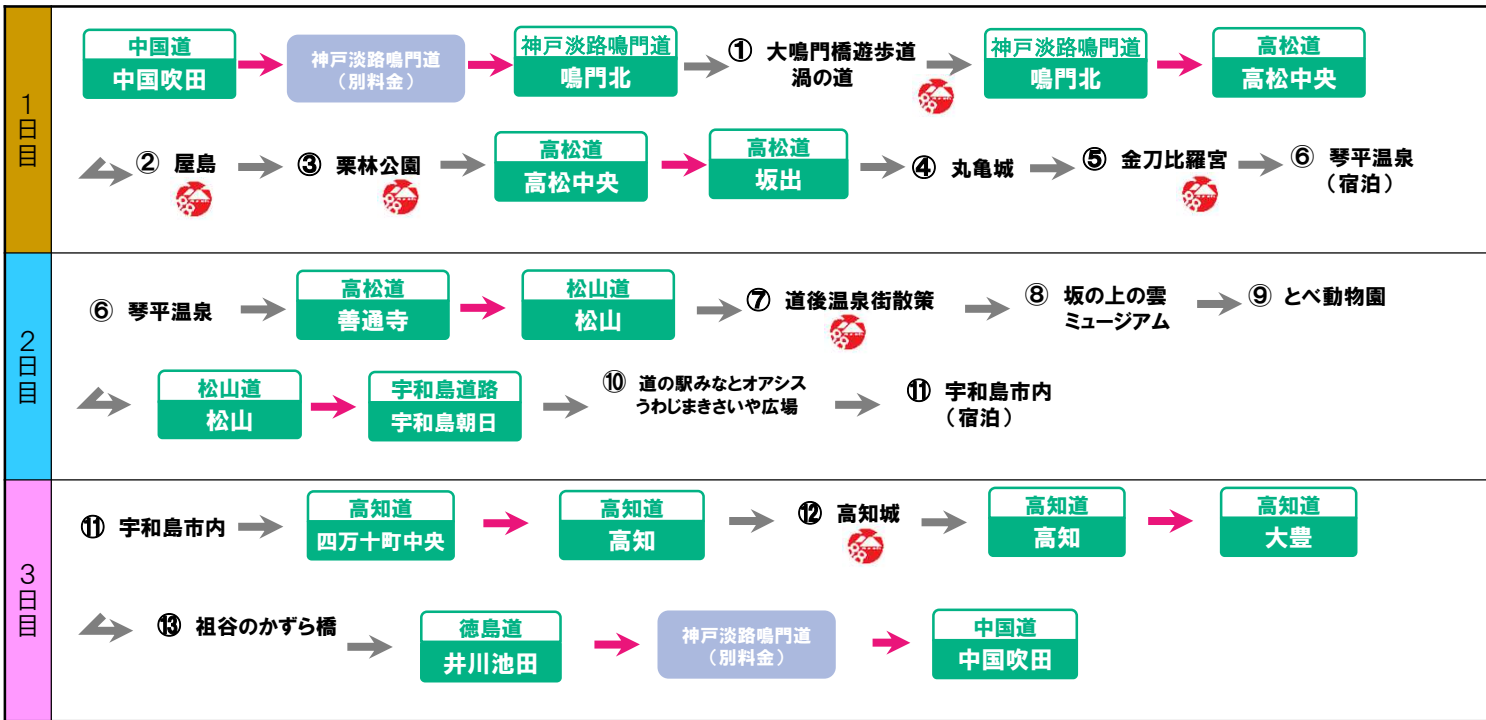 1日目
中国道
中国吹田
神戸淡路鳴門道
（別料金）
神戸淡路鳴門道
鳴門北
① 大鳴門橋遊歩道
渦の道
神戸淡路鳴門道
鳴門北
高松道
高松中央
② 屋島
③ 栗林公園
高松道
高松中央
高松道
坂出
④ 丸亀城
⑤ 金刀比羅宮
⑥ 琴平温泉
（宿泊）
2日目
⑥ 琴平温泉
高松道
善通寺
松山道
松山
⑦ 道後温泉街散策
⑧ 坂の上の雲
ミュージアム
⑨ とべ動物園
松山道
松山
宇和島道路
宇和島朝日
⑩ 道の駅みなとオアシス
うわじまきさいや広場
⑪ 宇和島市内
（宿泊）
3日目
⑪ 宇和島市内
高知道
四万十町中央
高知道
高知
⑫ 高知城
高知道
高知
高知道
大豊
⑬ 祖谷のかずら橋
徳島道
井川池田
神戸淡路鳴門道
（別料金）
中国道
中国吹田